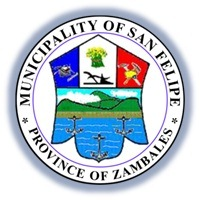 MUNICIPALITY OF SAN FELIPE
PROVINCE OF ZAMBALES